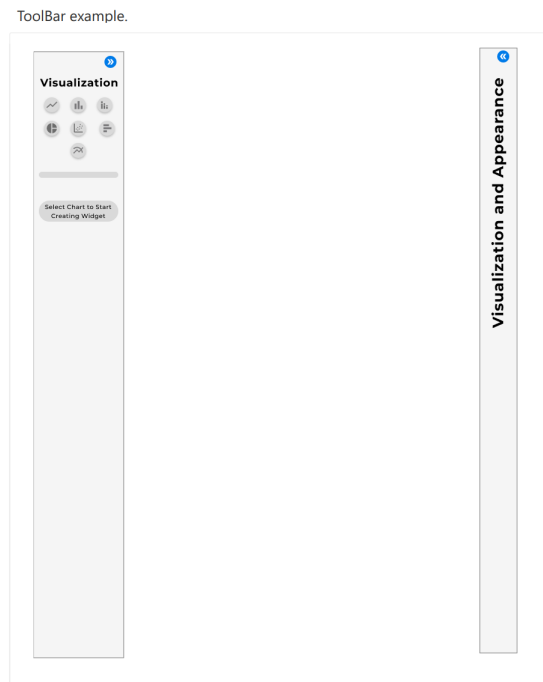 ToolBar example.
Visualization
Select Chart to Start
Creating Widget
Visualization and Appearance